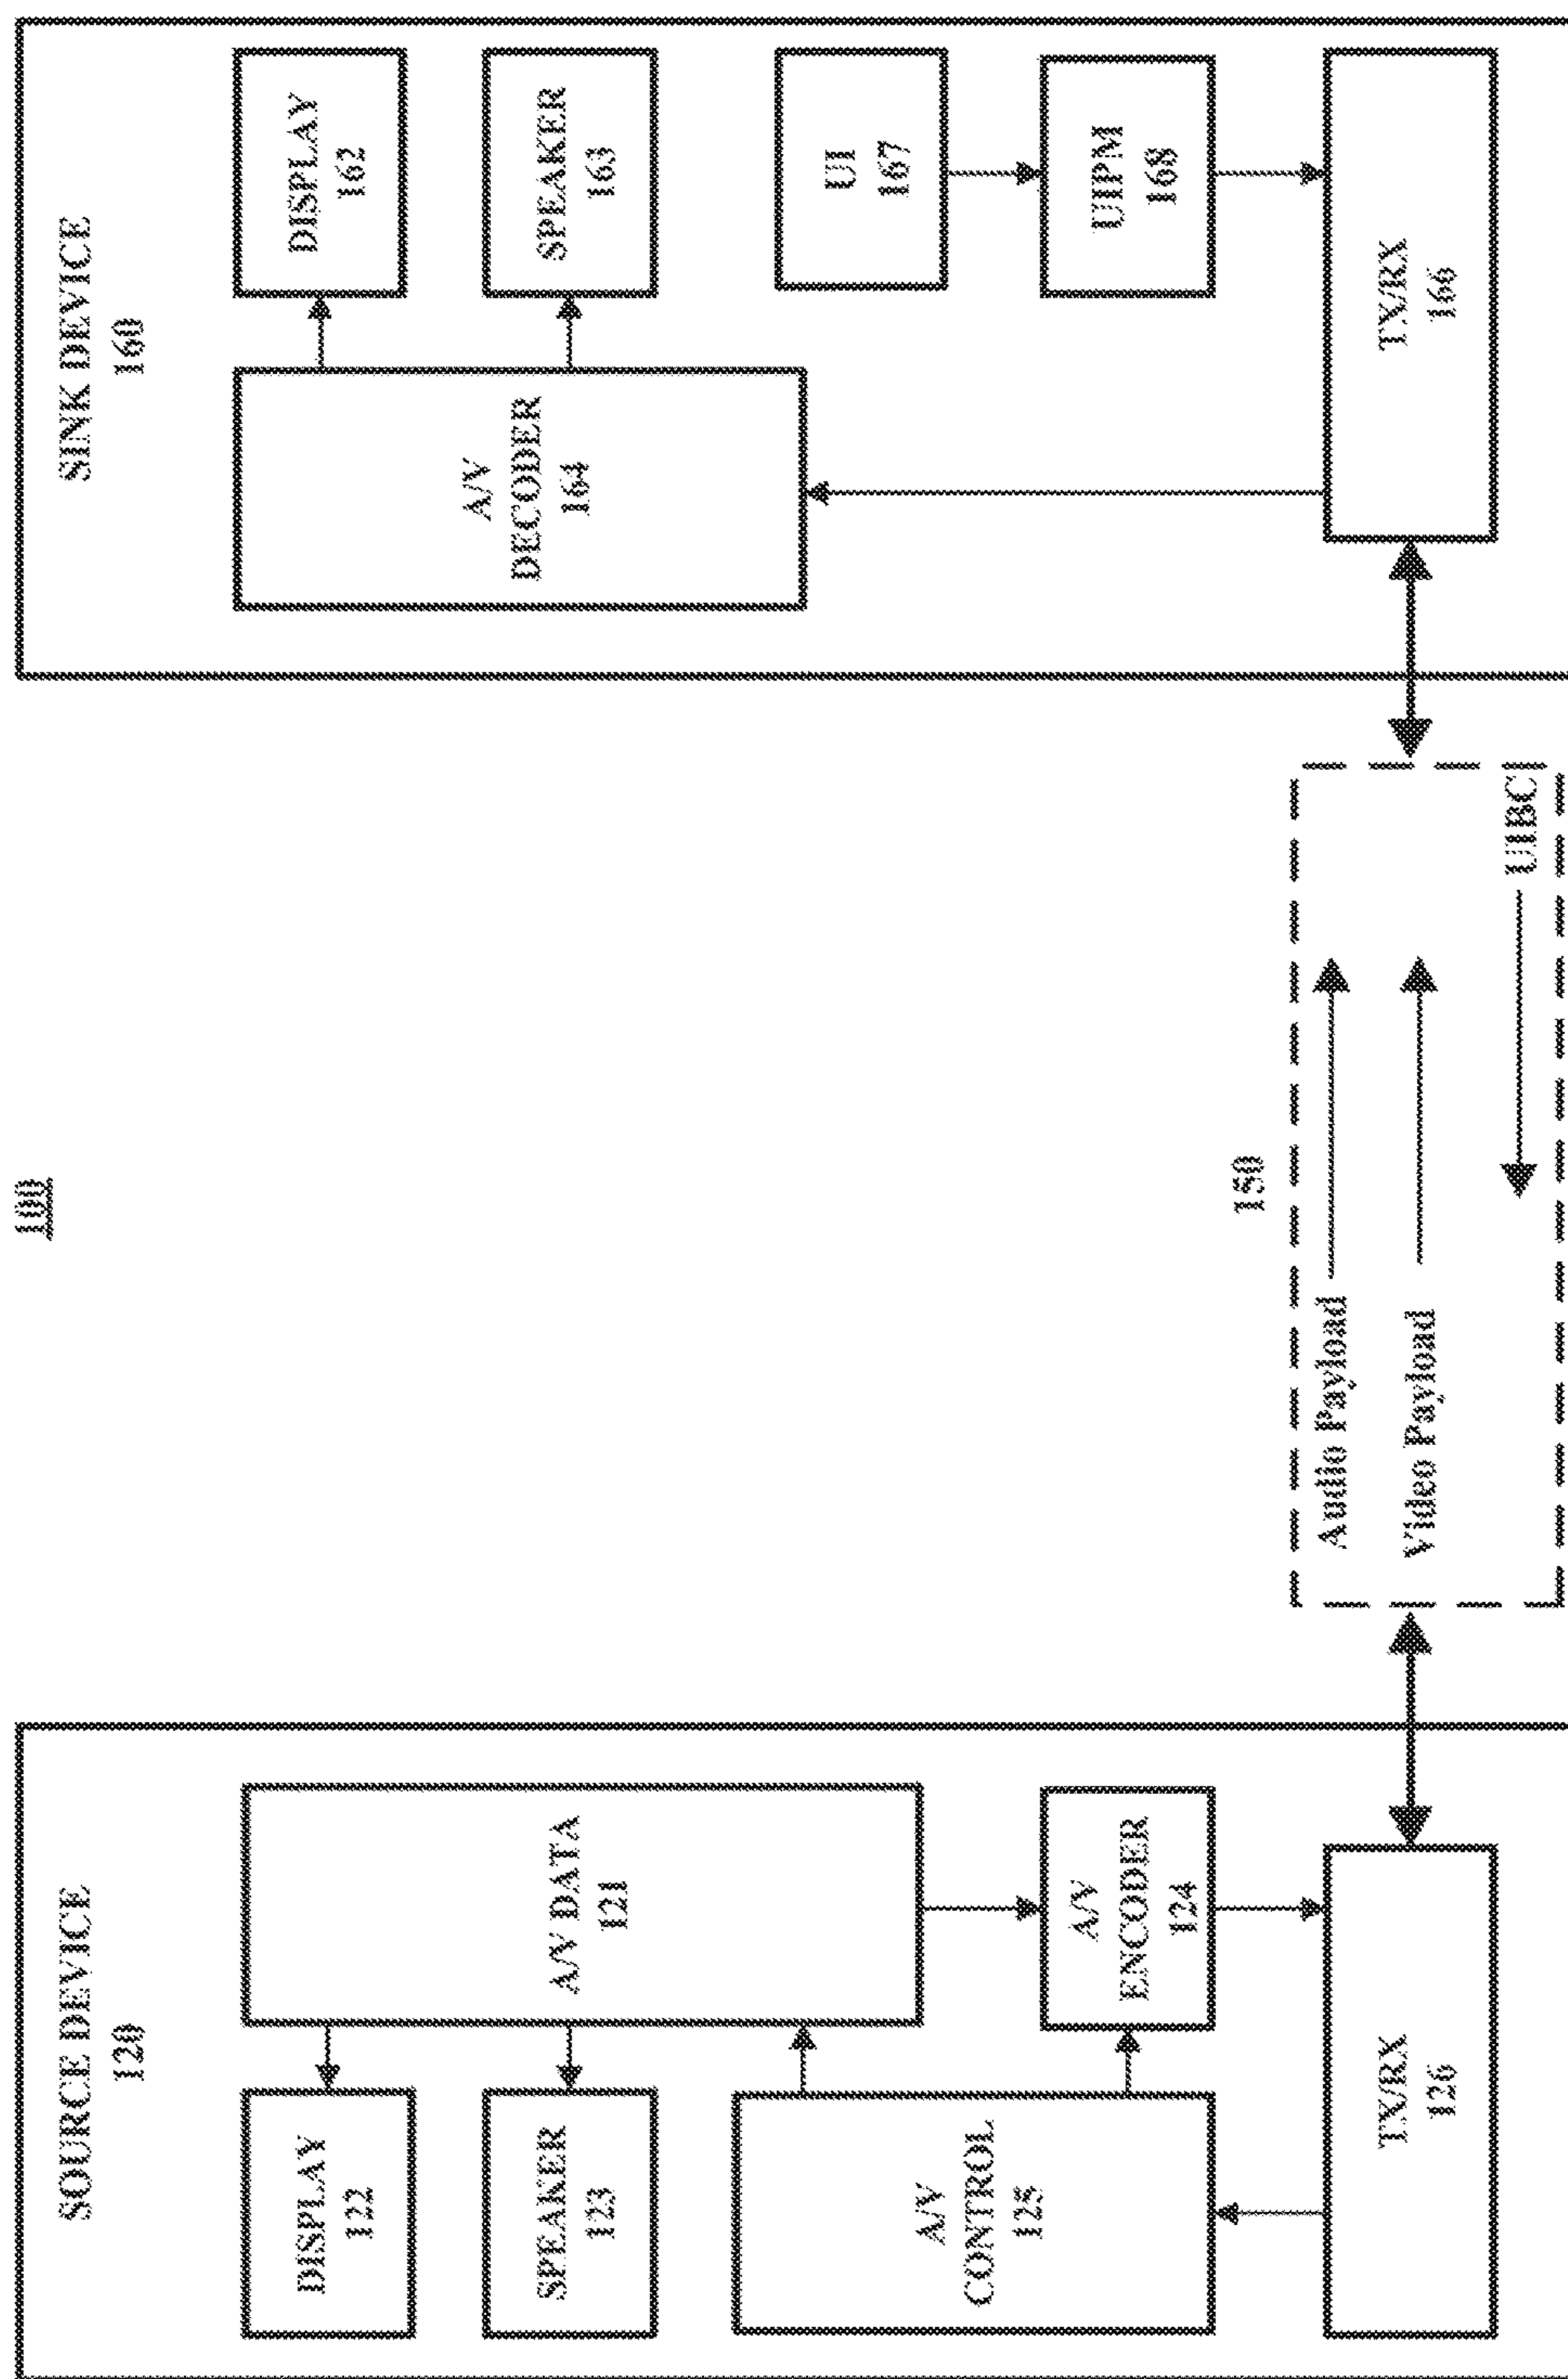 100
SOURCE DEVICE
120
DISPLAY
122
SPEAKER
123
A/V DATA
121
A/V
CONTROL
125
A/V
ENCODER
124
TX/RX
126
150
Audio Payload
Video Payload
UIBC
SINK DEVICE
160
A/V
DECODER
164
DISPLAY
162
SPEAKER
163
UI
167
UIPM
168
TX/RX
166